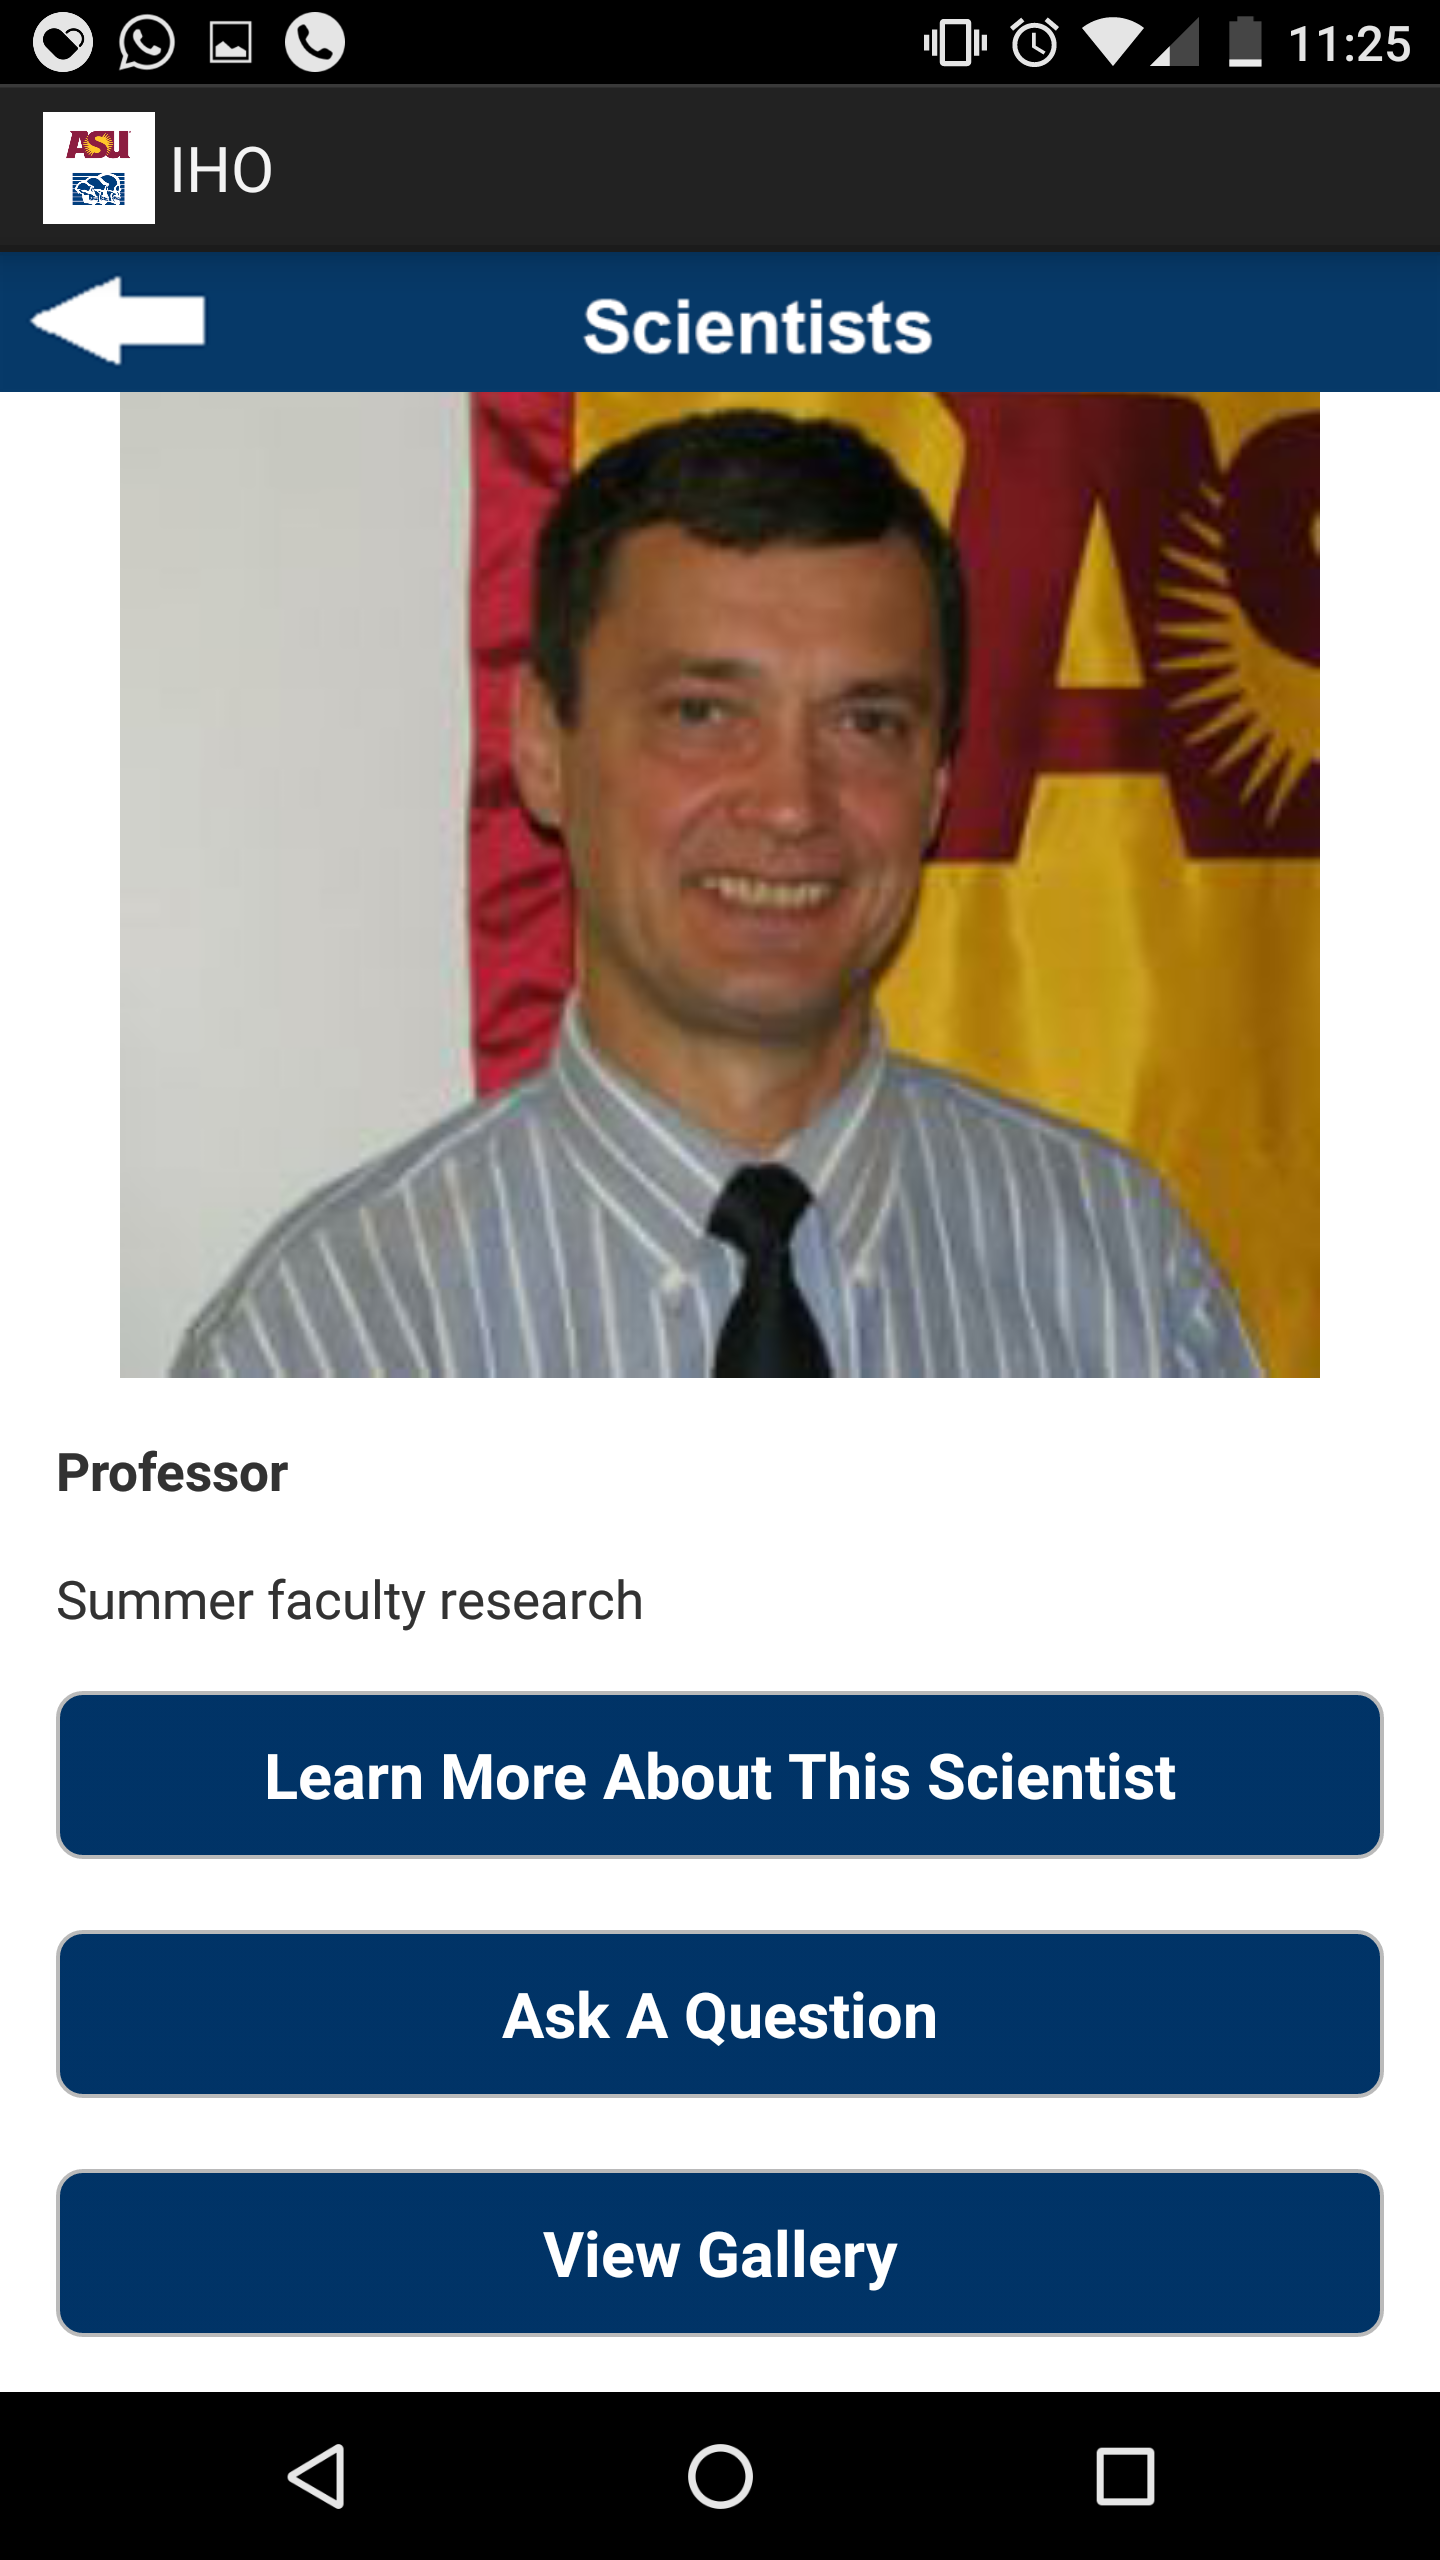 11:25
ASU
IHO
Scientists
Professor
Summer faculty research
Learn More About This Scientist
Ask A Question
View Gallery